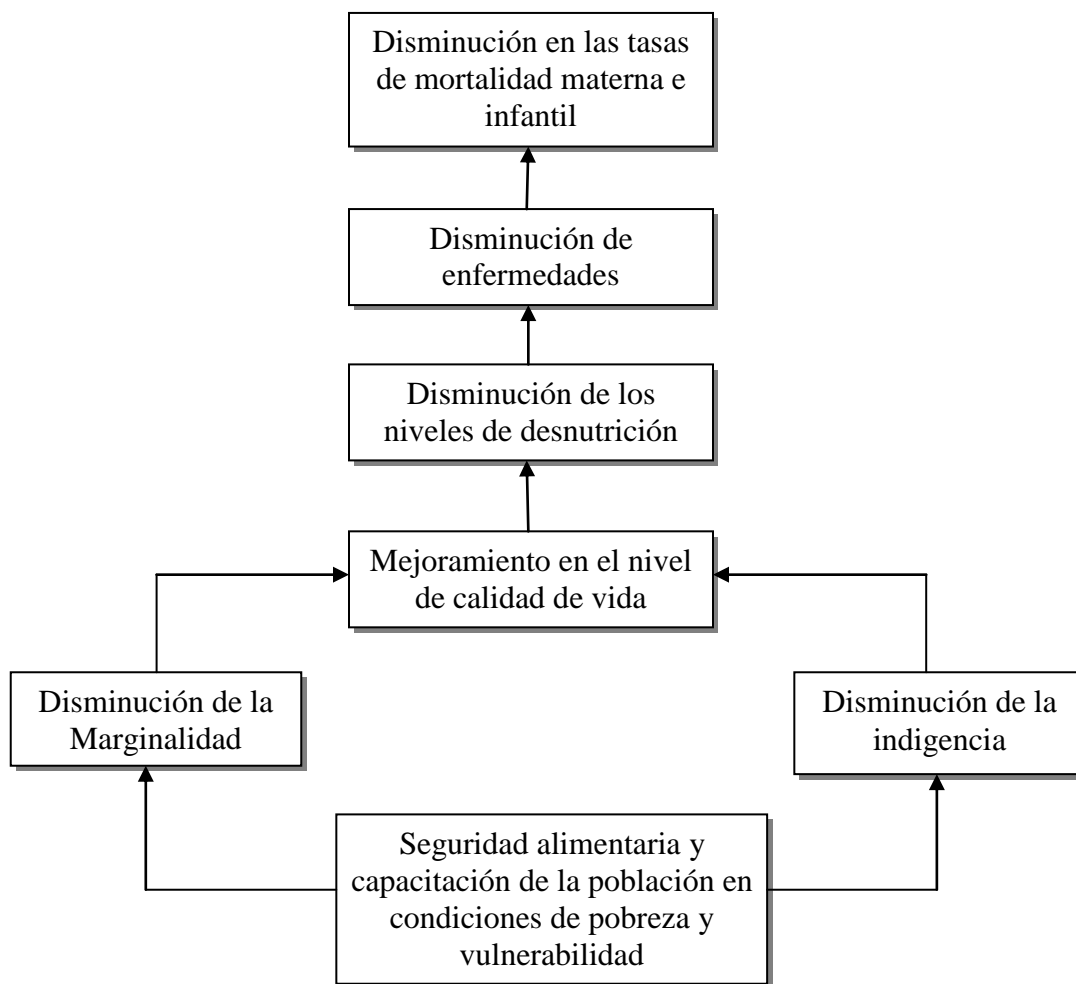 Disminución en las tasas
de mortalidad materna e
infantil
Disminución de
enfermedades
Disminución de los
niveles de desnutrición
Mejoramiento en el nivel
de calidad de vida
Disminución de la
Marginalidad
Disminución de la
indigencia
Seguridad alimentaria y
capacitación de la población en
condiciones de pobreza y
vulnerabilidad